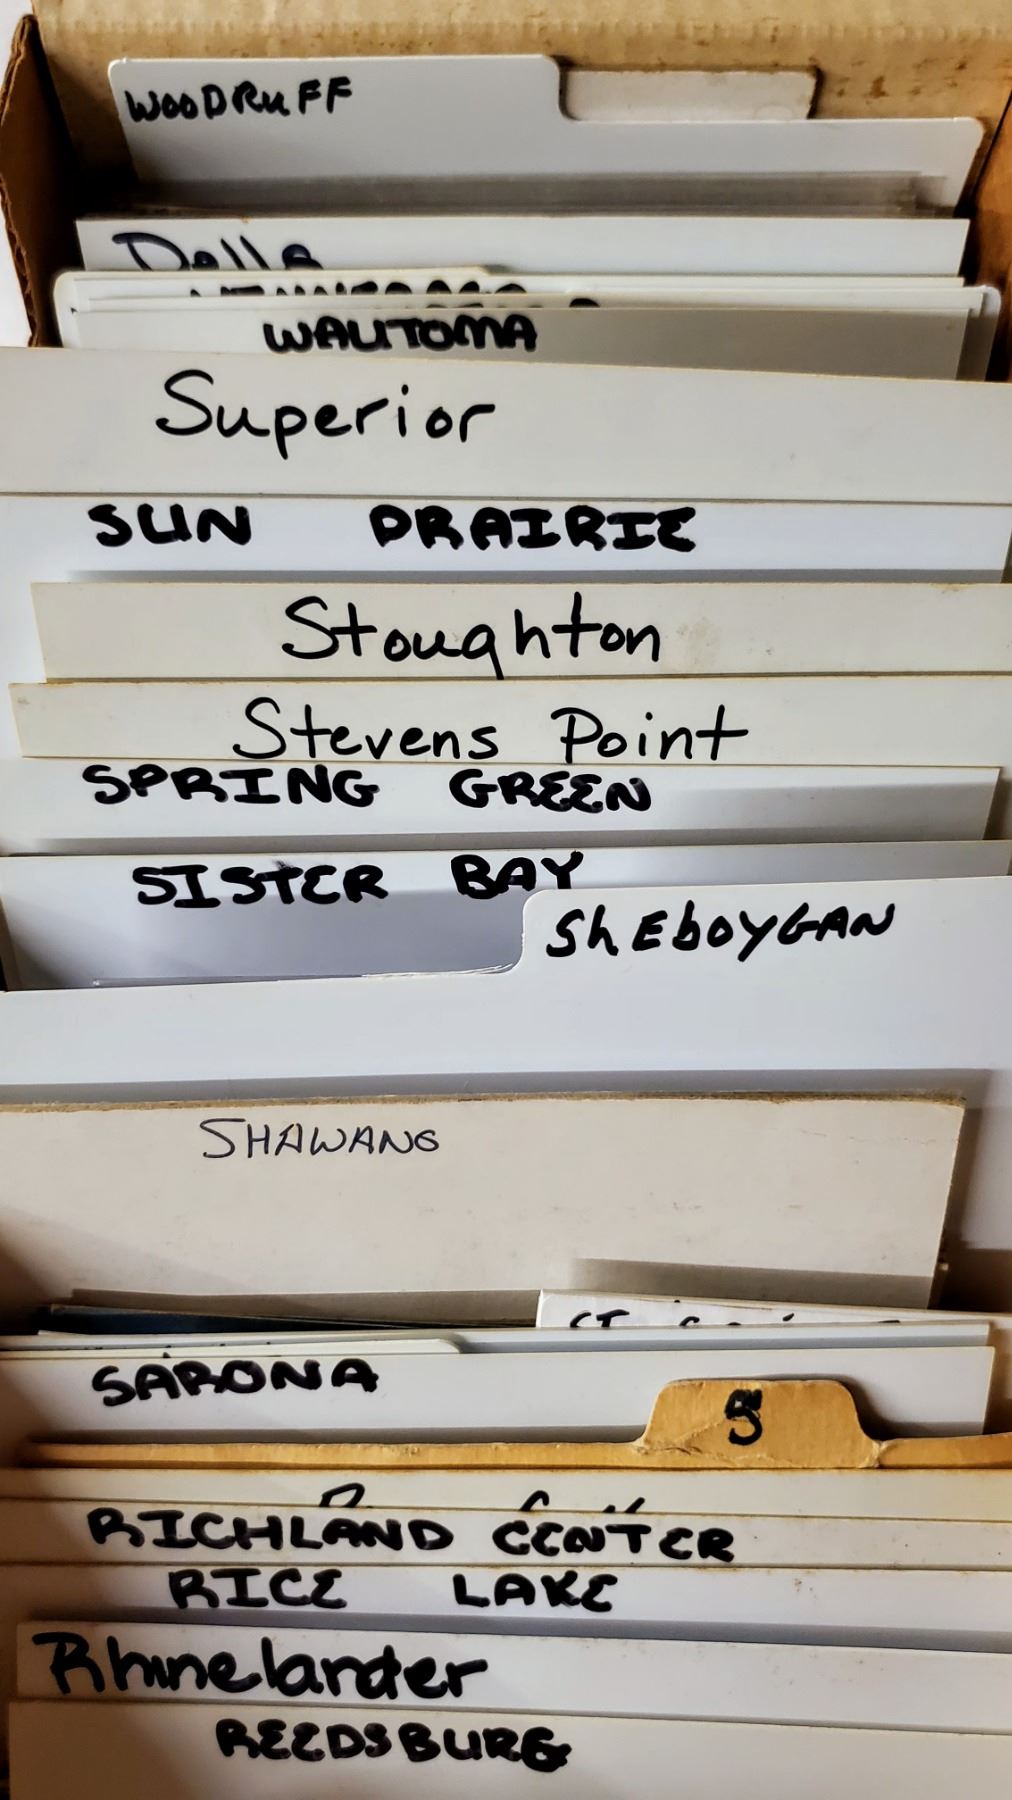 WOODRUFF
Dells
WAUTOMA
Superior
SUN PRAIRIE
Stoughton
Stevens Point
SPRING GREEN
SISTER BAY
ShEboyGAN
SHAWANO
SARONA
S
RICHLAND CENTER
RICE LAKE
Rhinelander
REEDSBURG